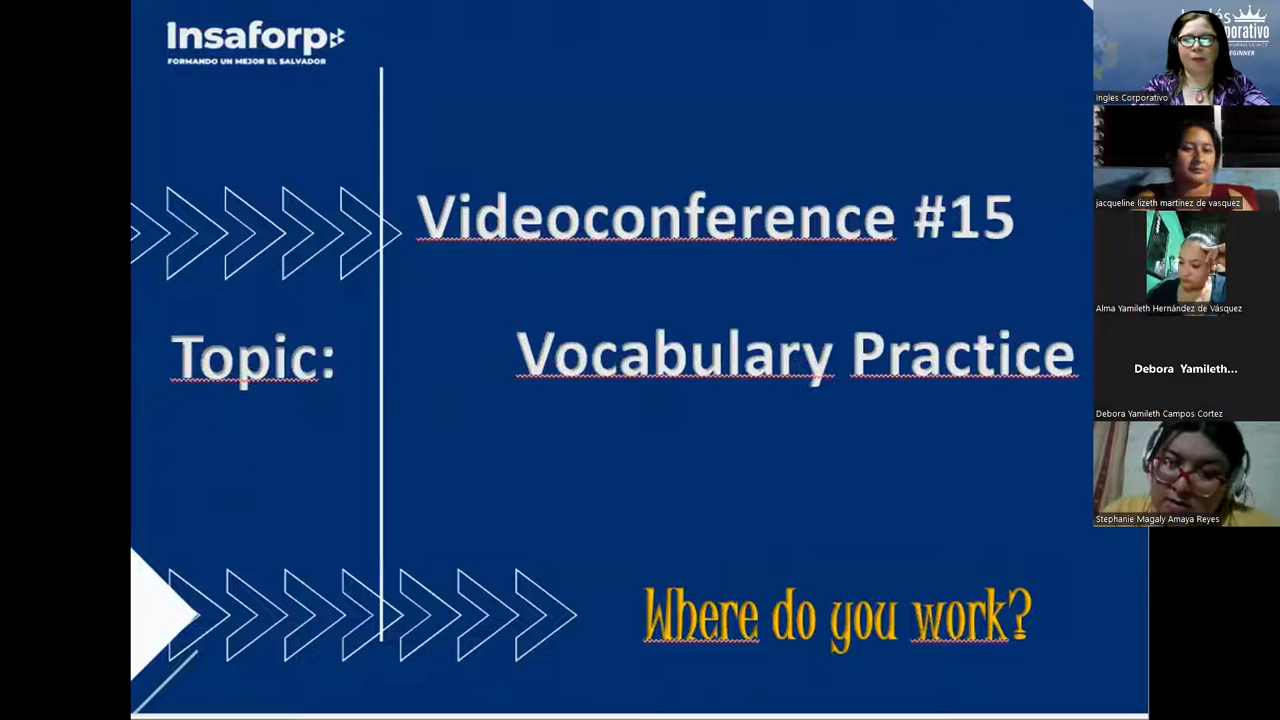 Insaforp
FORMANDO UN MEJOR EL SALVADOR
Videoconference #15
Topic:
Vocabulary Practice
Where do you work?
Ingles Corporativo
jacqueline lizeth martinez de vasquez
Alma Yamileth Hernández de Vásquez
Debora Yamileth...
Debora Yamileth Campos Cortez
Stephanie Magaly Amaya Reyes